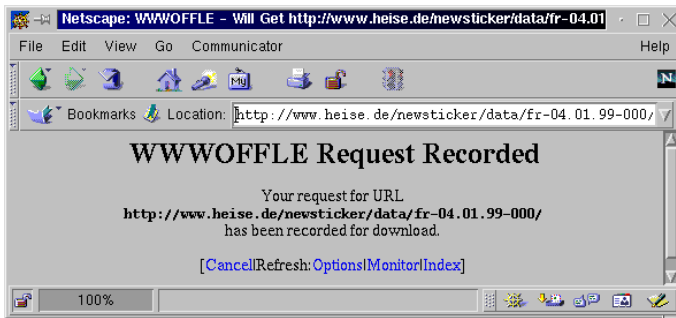 Netscape: WWWOFFLE - Will Get http://www.heise.de/newsticker/data/fr-04.01
File Edit View Go Communicator Help
My N
Bookmarks Location: http://www.heise.de/newsticker/data/fr-04.01.99-000/
WWWOFFLE Request Recorded
Your request for URL
http://www.heise.de/newsticker/data/fr-04.01.99-000/
has been recorded for download.
[Cancel|Refresh:Options|Monitor|Index]
100%